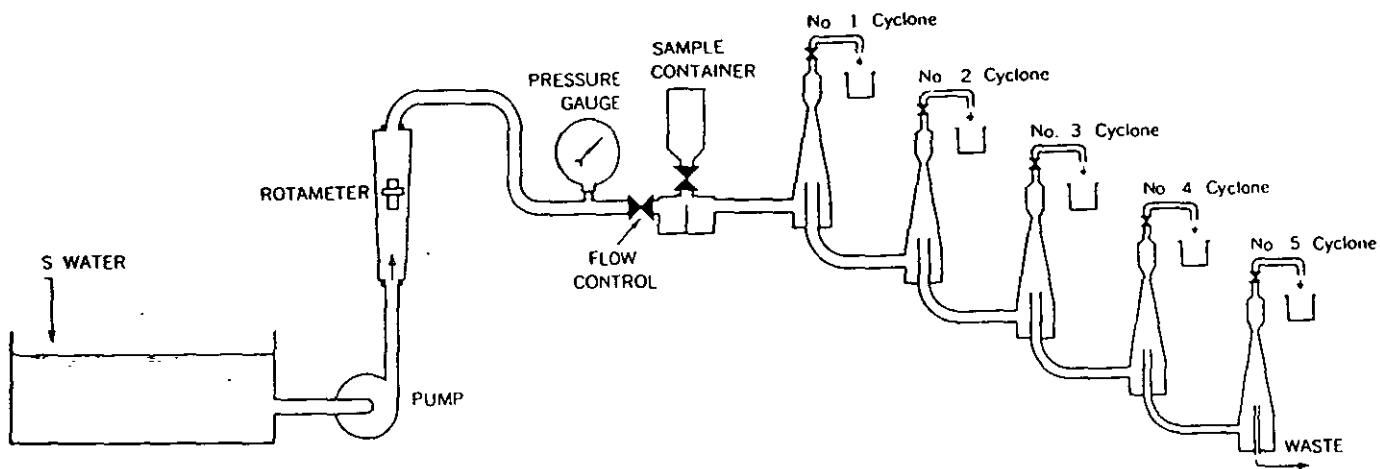 No 1 Cyclone
SAMPLE
CONTAINER
PRESSURE
GAUGE
No 2 Cyclone
No. 3 Cyclone
ROTAMETER
No 4 Cyclone
No 5 Cyclone
S WATER
FLOW
CONTROL
PUMP
WASTE